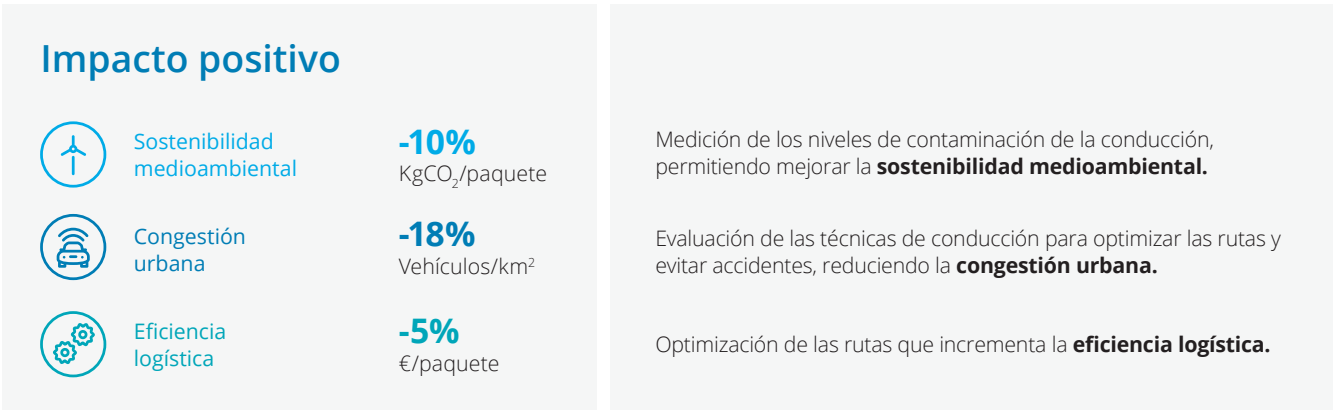 Impacto positivo
Sostenibilidad
medioambiental
-10%
KgCO₂/paquete
Medición de los niveles de contaminación de la conducción,
permitiendo mejorar la sostenibilidad medioambiental.
Congestión
urbana
-18%
Vehículos/km²
Evaluación de las técnicas de conducción para optimizar las rutas y
evitar accidentes, reduciendo la congestión urbana.
Eficiencia
logística
-5%
€/paquete
Optimización de las rutas que incrementa la eficiencia logística.